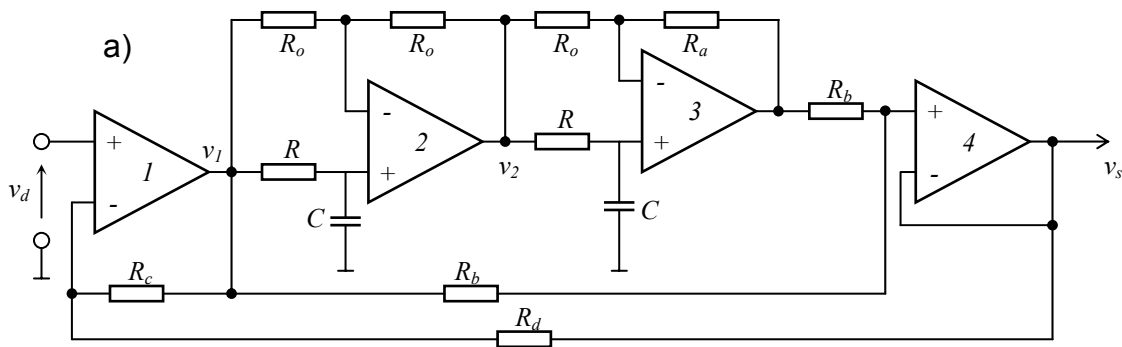 a)
R_o R_o R_o R_a
- -
3 R_b
+ v_1 R 2 R + 4
1 + v_2 + v_s
v_d - -
C C
R_c R_b
R_d